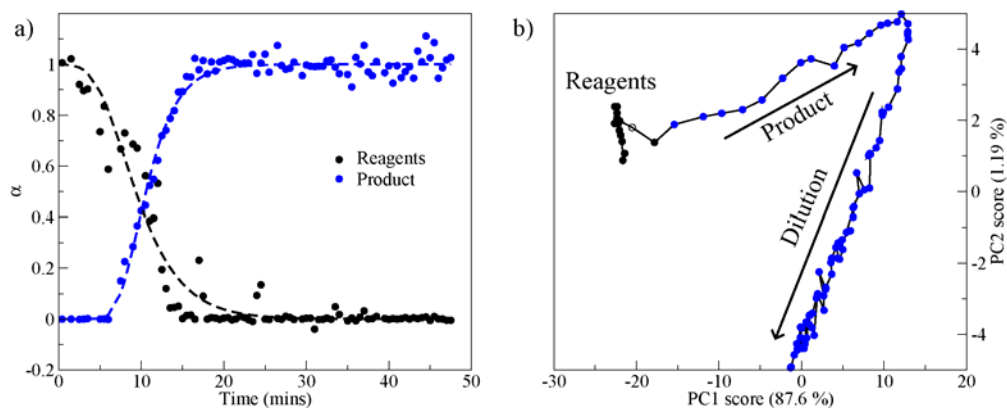 a)
1
0.8
0.6
0.4
0.2
0
-0.2
α
Reagents
Product
0
10
20
30
40
50
Time (mins)
b)
Reagents
Product
Dilution
4
2
0
-2
-4
PC2 score (1.19 %)
-30
-20
-10
0
10
20
PC1 score (87.6 %)